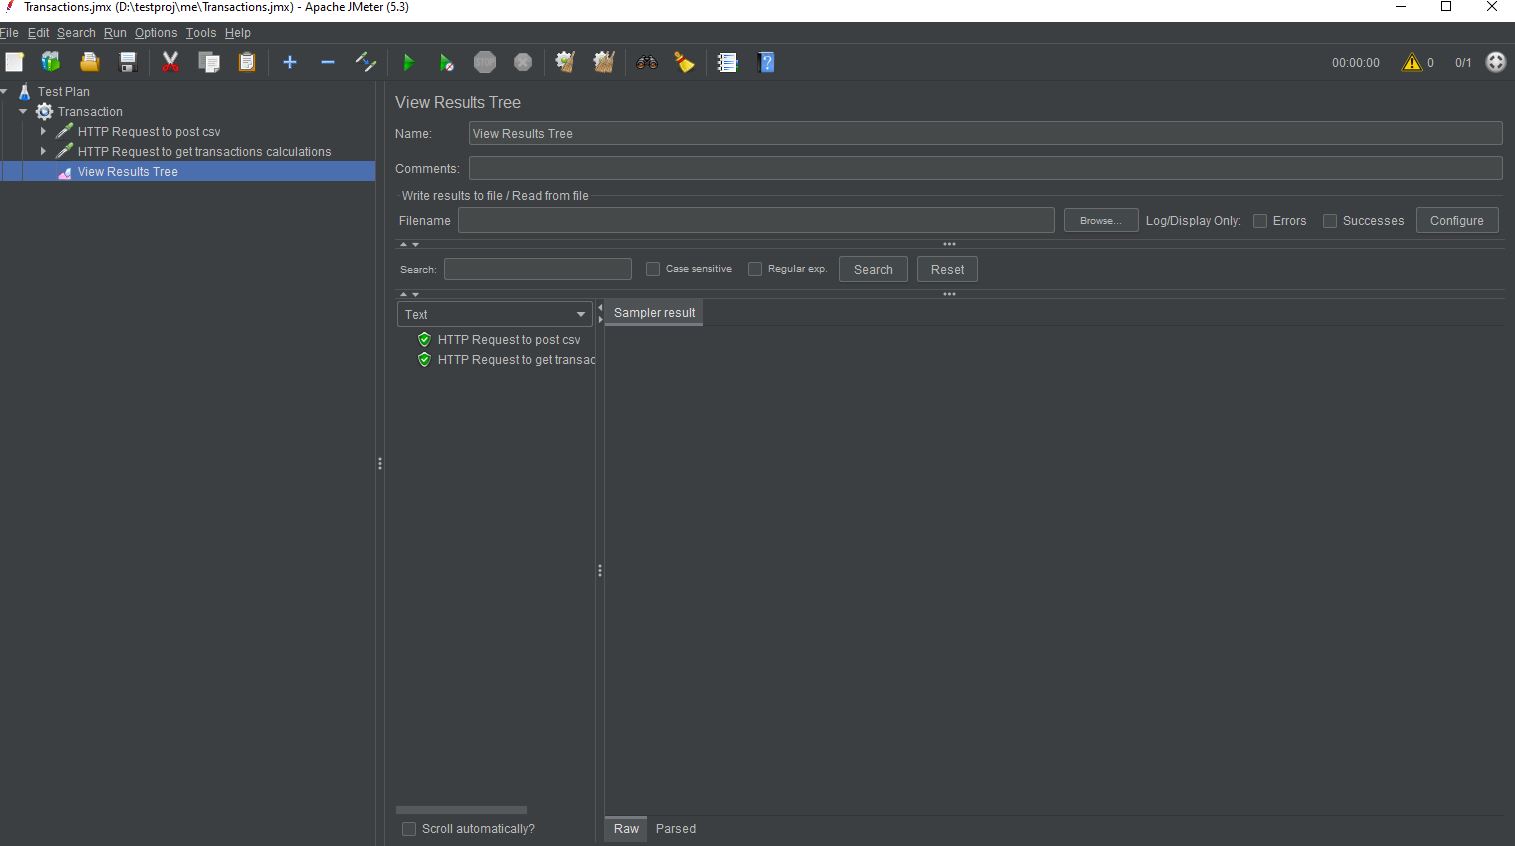 Transactions.jmx (D:\testproj\me\Transactions.jmx) - Apache JMeter (5.3)
File Edit Search Run Options Tools Help
STOP
00:00:00 0 0/1
Test Plan
Transaction
HTTP Request to post csv
HTTP Request to get transactions calculations
View Results Tree
View Results Tree
Name: View Results Tree
Comments:
Write results to file / Read from file
Filename Browse... Log/Display Only: Errors Successes Configure
Search: Case sensitive Regular exp. Search Reset
Text
HTTP Request to post csv
HTTP Request to get transac
Scroll automatically?
Sampler result
Raw Parsed